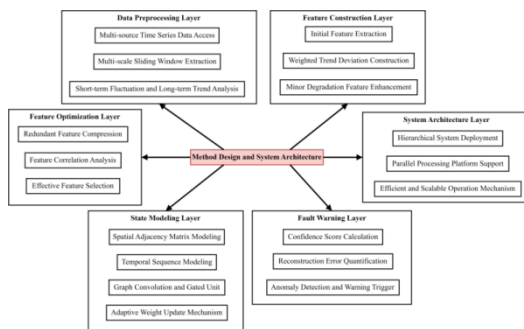 Data Preprocessing Layer
Multi-source Time Series Data Access
Multi-scale Sliding Window Extraction
Short-term Fluctuation and Long-term Trend Analysis
Feature Construction Layer
Initial Feature Extraction
Weighted Trend Deviation Construction
Minor Degradation Feature Enhancement
Feature Optimization Layer
Redundant Feature Compression
Feature Correlation Analysis
Effective Feature Selection
Method Design and System Architecture
System Architecture Layer
Hierarchical System Deployment
Parallel Processing Platform Support
Efficient and Scalable Operation Mechanism
State Modeling Layer
Spatial Adjacency Matrix Modeling
Temporal Sequence Modeling
Graph Convolution and Gated Unit
Adaptive Weight Update Mechanism
Fault Warning Layer
Confidence Score Calculation
Reconstruction Error Quantification
Anomaly Detection and Warning Trigger